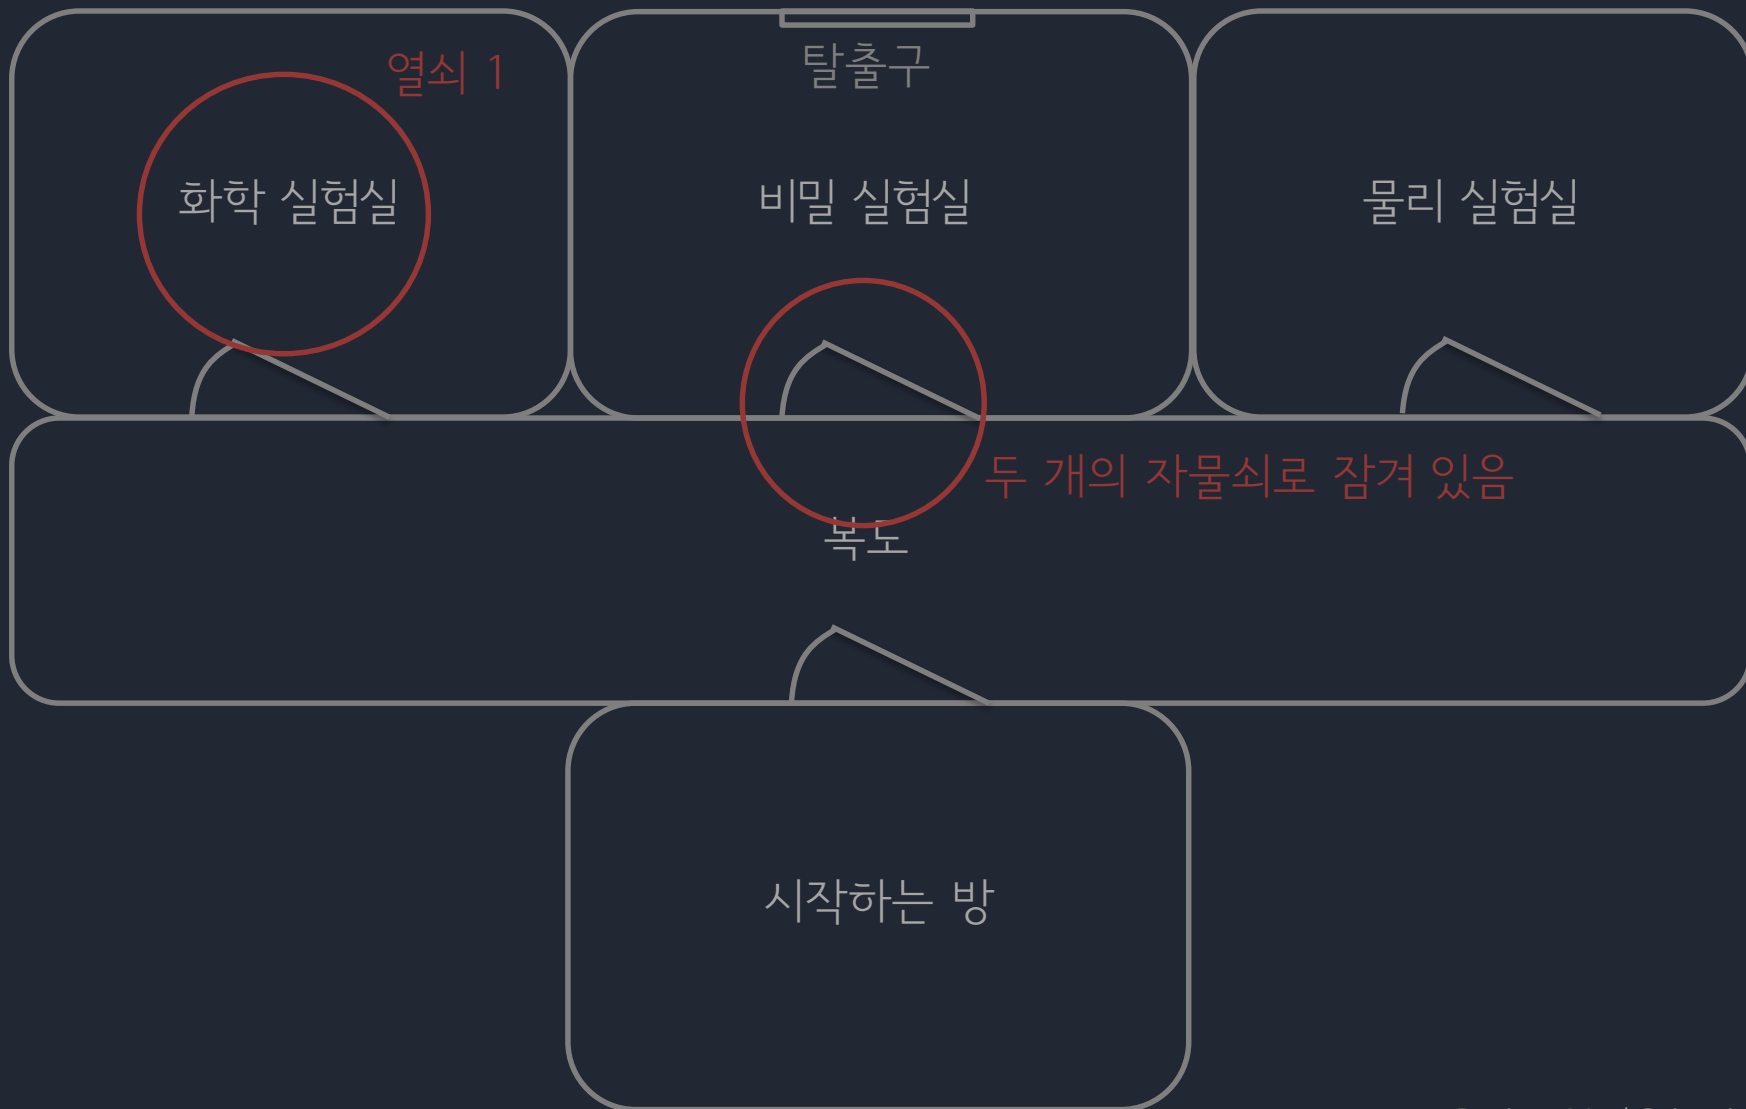 열쇠 1
탈출구
화학 실험실
비밀 실험실
물리 실험실
두 개의 자물쇠로 잠겨 있음
복도
시작하는 방